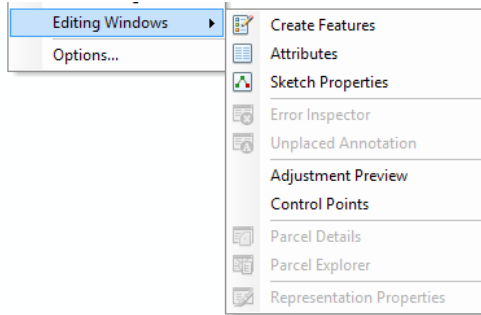 Editing Windows
Options...
Create Features
Attributes
Sketch Properties
Error Inspector
Unplaced Annotation
Adjustment Preview
Control Points
Parcel Details
Parcel Explorer
Representation Properties